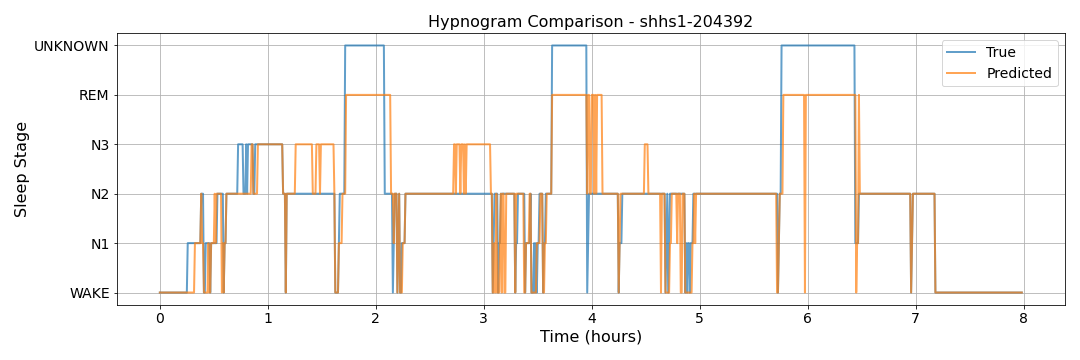 Hypnogram Comparison - shhs1-204392
UNKNOWN
REM
N3
N2
N1
WAKE
Sleep Stage
True
Predicted
0 1 2 3 4 5 6 7 8
Time (hours)